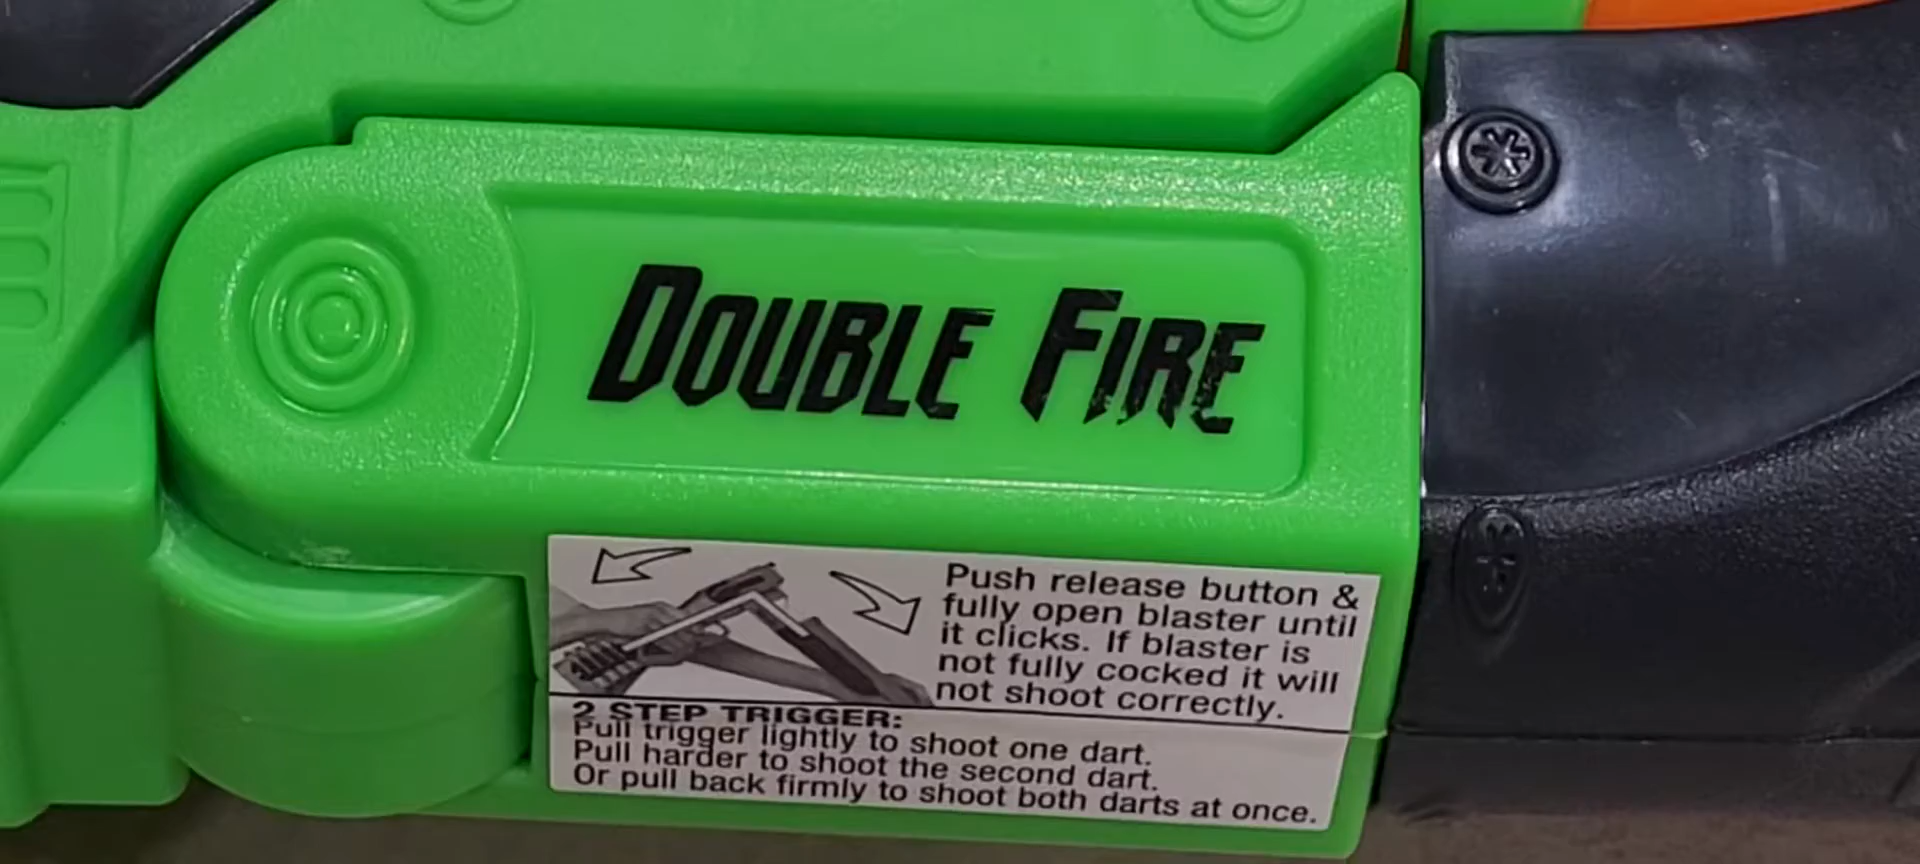 DOUBLE FIRE
Push release button &
fully open blaster until
it clicks. If blaster is
not fully cocked it will
not shoot correctly.
2 STEP TRIGGER:
Pull trigger lightly to shoot one dart.
Pull harder to shoot the second dart.
Or pull back firmly to shoot both darts at once.